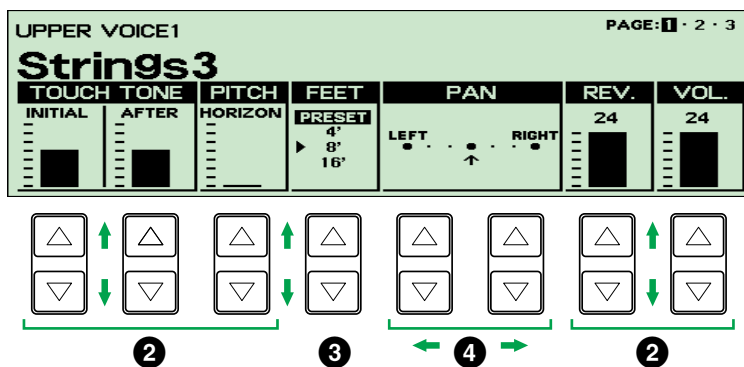 UPPER VOICE1
PAGE:1・2・3
Strings3
TOUCH TONE PITCH FEET PAN REV. VOL.
INITIAL AFTER HORIZON PRESET 24 24
4'
LEFT RIGHT
8'
16'
2 3 4 2